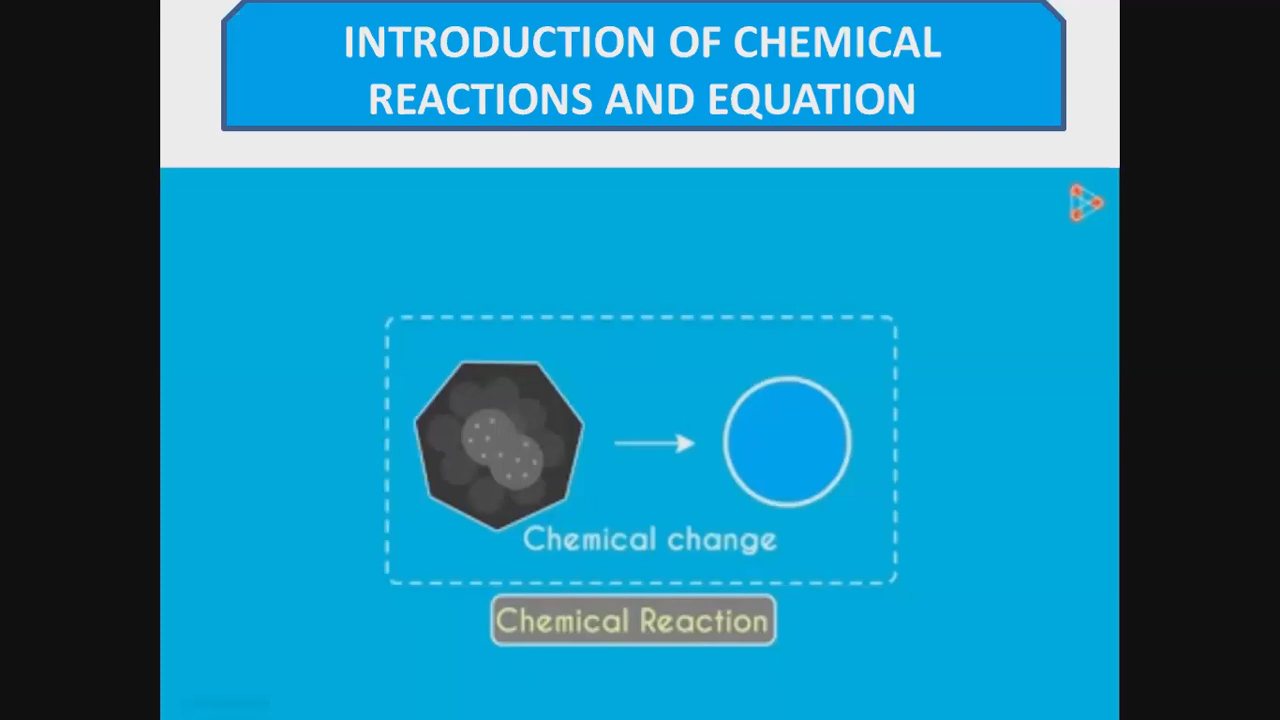 INTRODUCTION OF CHEMICAL
REACTIONS AND EQUATION
Chemical change
Chemical Reaction